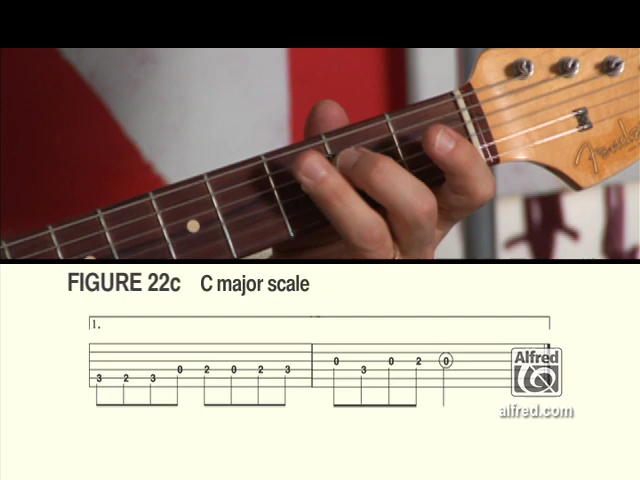 Fender
FIGURE 22c C major scale
1.
0 0 0 2 0
0 2 0 2 3 3
3 2 3
Alfred
alfred.com